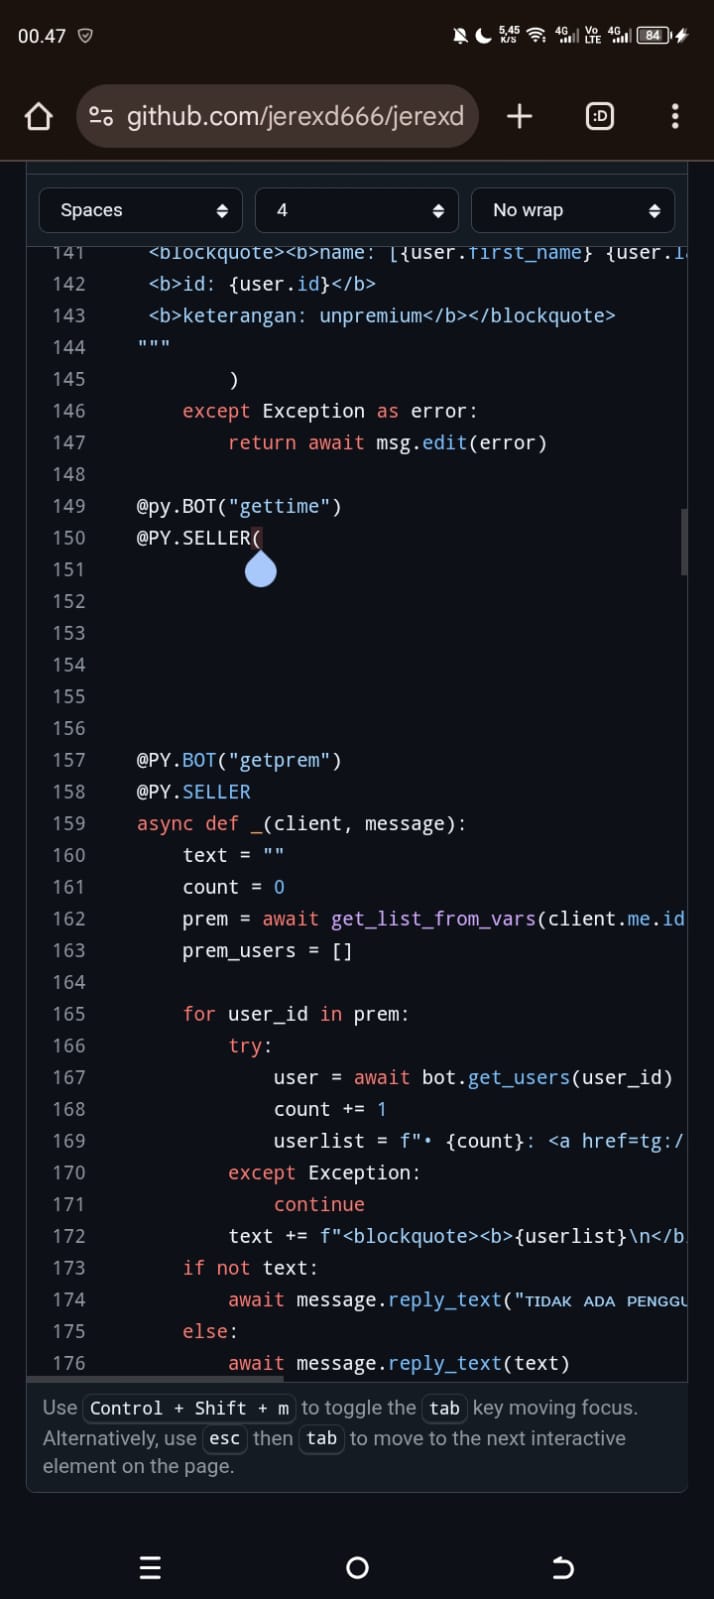 00.47
5,45 K/S 4G Vo LTE 4G 84
github.com/jerexd666/jerexd
:D
Spaces 4 No wrap
141 <blockquote><b>name: [{user.first_name} {user.la
142 <b>id: {user.id}</b>
143 <b>keterangan: unpremium</b></blockquote>
144 """
145 )
146 except Exception as error:
147 return await msg.edit(error)
148
149 @py.BOT("gettime")
150 @PY.SELLER(
151
152
153
154
155
156
157 @PY.BOT("getprem")
158 @PY.SELLER
159 async def _(client, message):
160 text = ""
161 count = 0
162 prem = await get_list_from_vars(client.me.id
163 prem_users = []
164
165 for user_id in prem:
166 try:
167 user = await bot.get_users(user_id)
168 count += 1
169 userlist = f"• {count}: <a href=tg:/
170 except Exception:
171 continue
172 text += f"<blockquote><b>{userlist}\n</b
173 if not text:
174 await message.reply_text("ᴛɪᴅᴀᴋ ᴀᴅᴀ ᴘᴇɴɢɢᴜ
175 else:
176 await message.reply_text(text)
Use Control + Shift + m to toggle the tab key moving focus.
Alternatively, use esc then tab to move to the next interactive
element on the page.